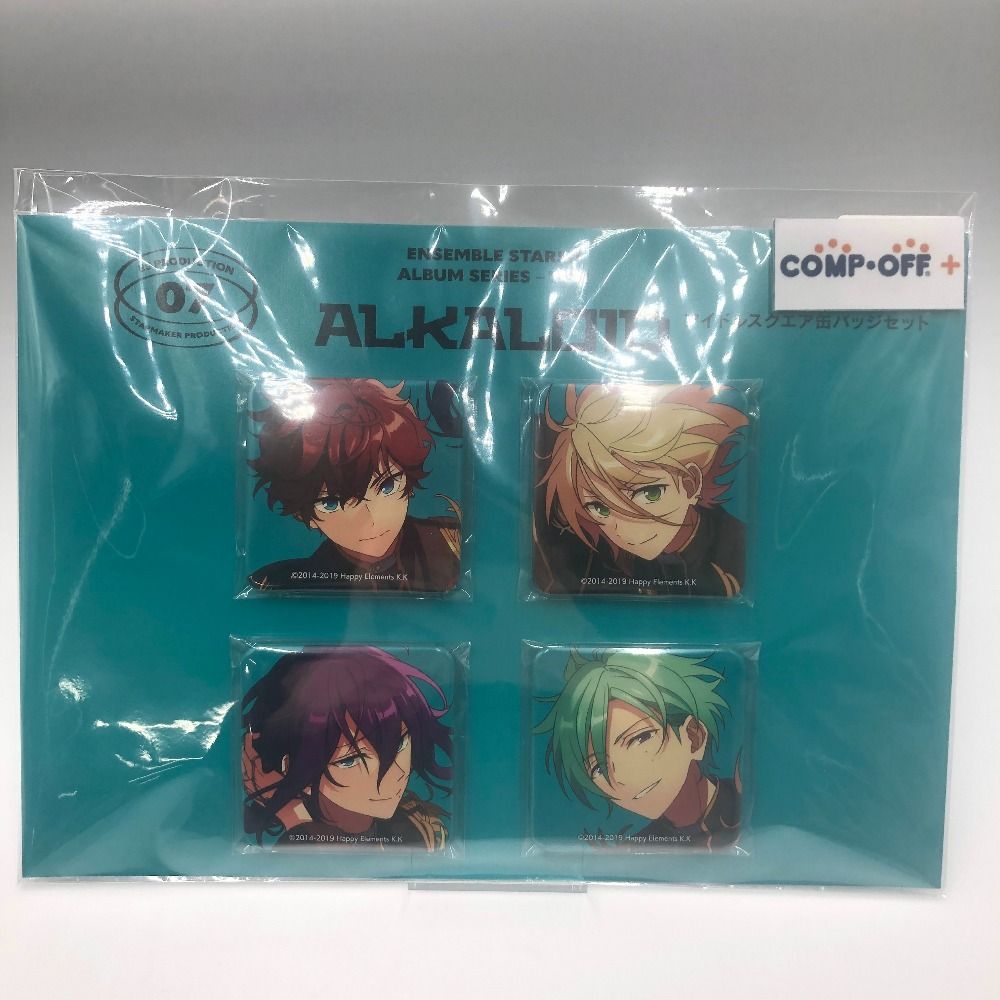 ENSEMBLE STARS
ALBUM SERIES
ALKALOID
アイドルスクエア缶バッジセット
PRODUCTION
07
STARMAKER PRODUCTI
COMP・OFF. +
©2014-2019 Happy Elements K.K
©2014-2019 Happy Elements K.K
©2014-2019 Happy Elements K.K
©2014-2019 Happy Elements K.K